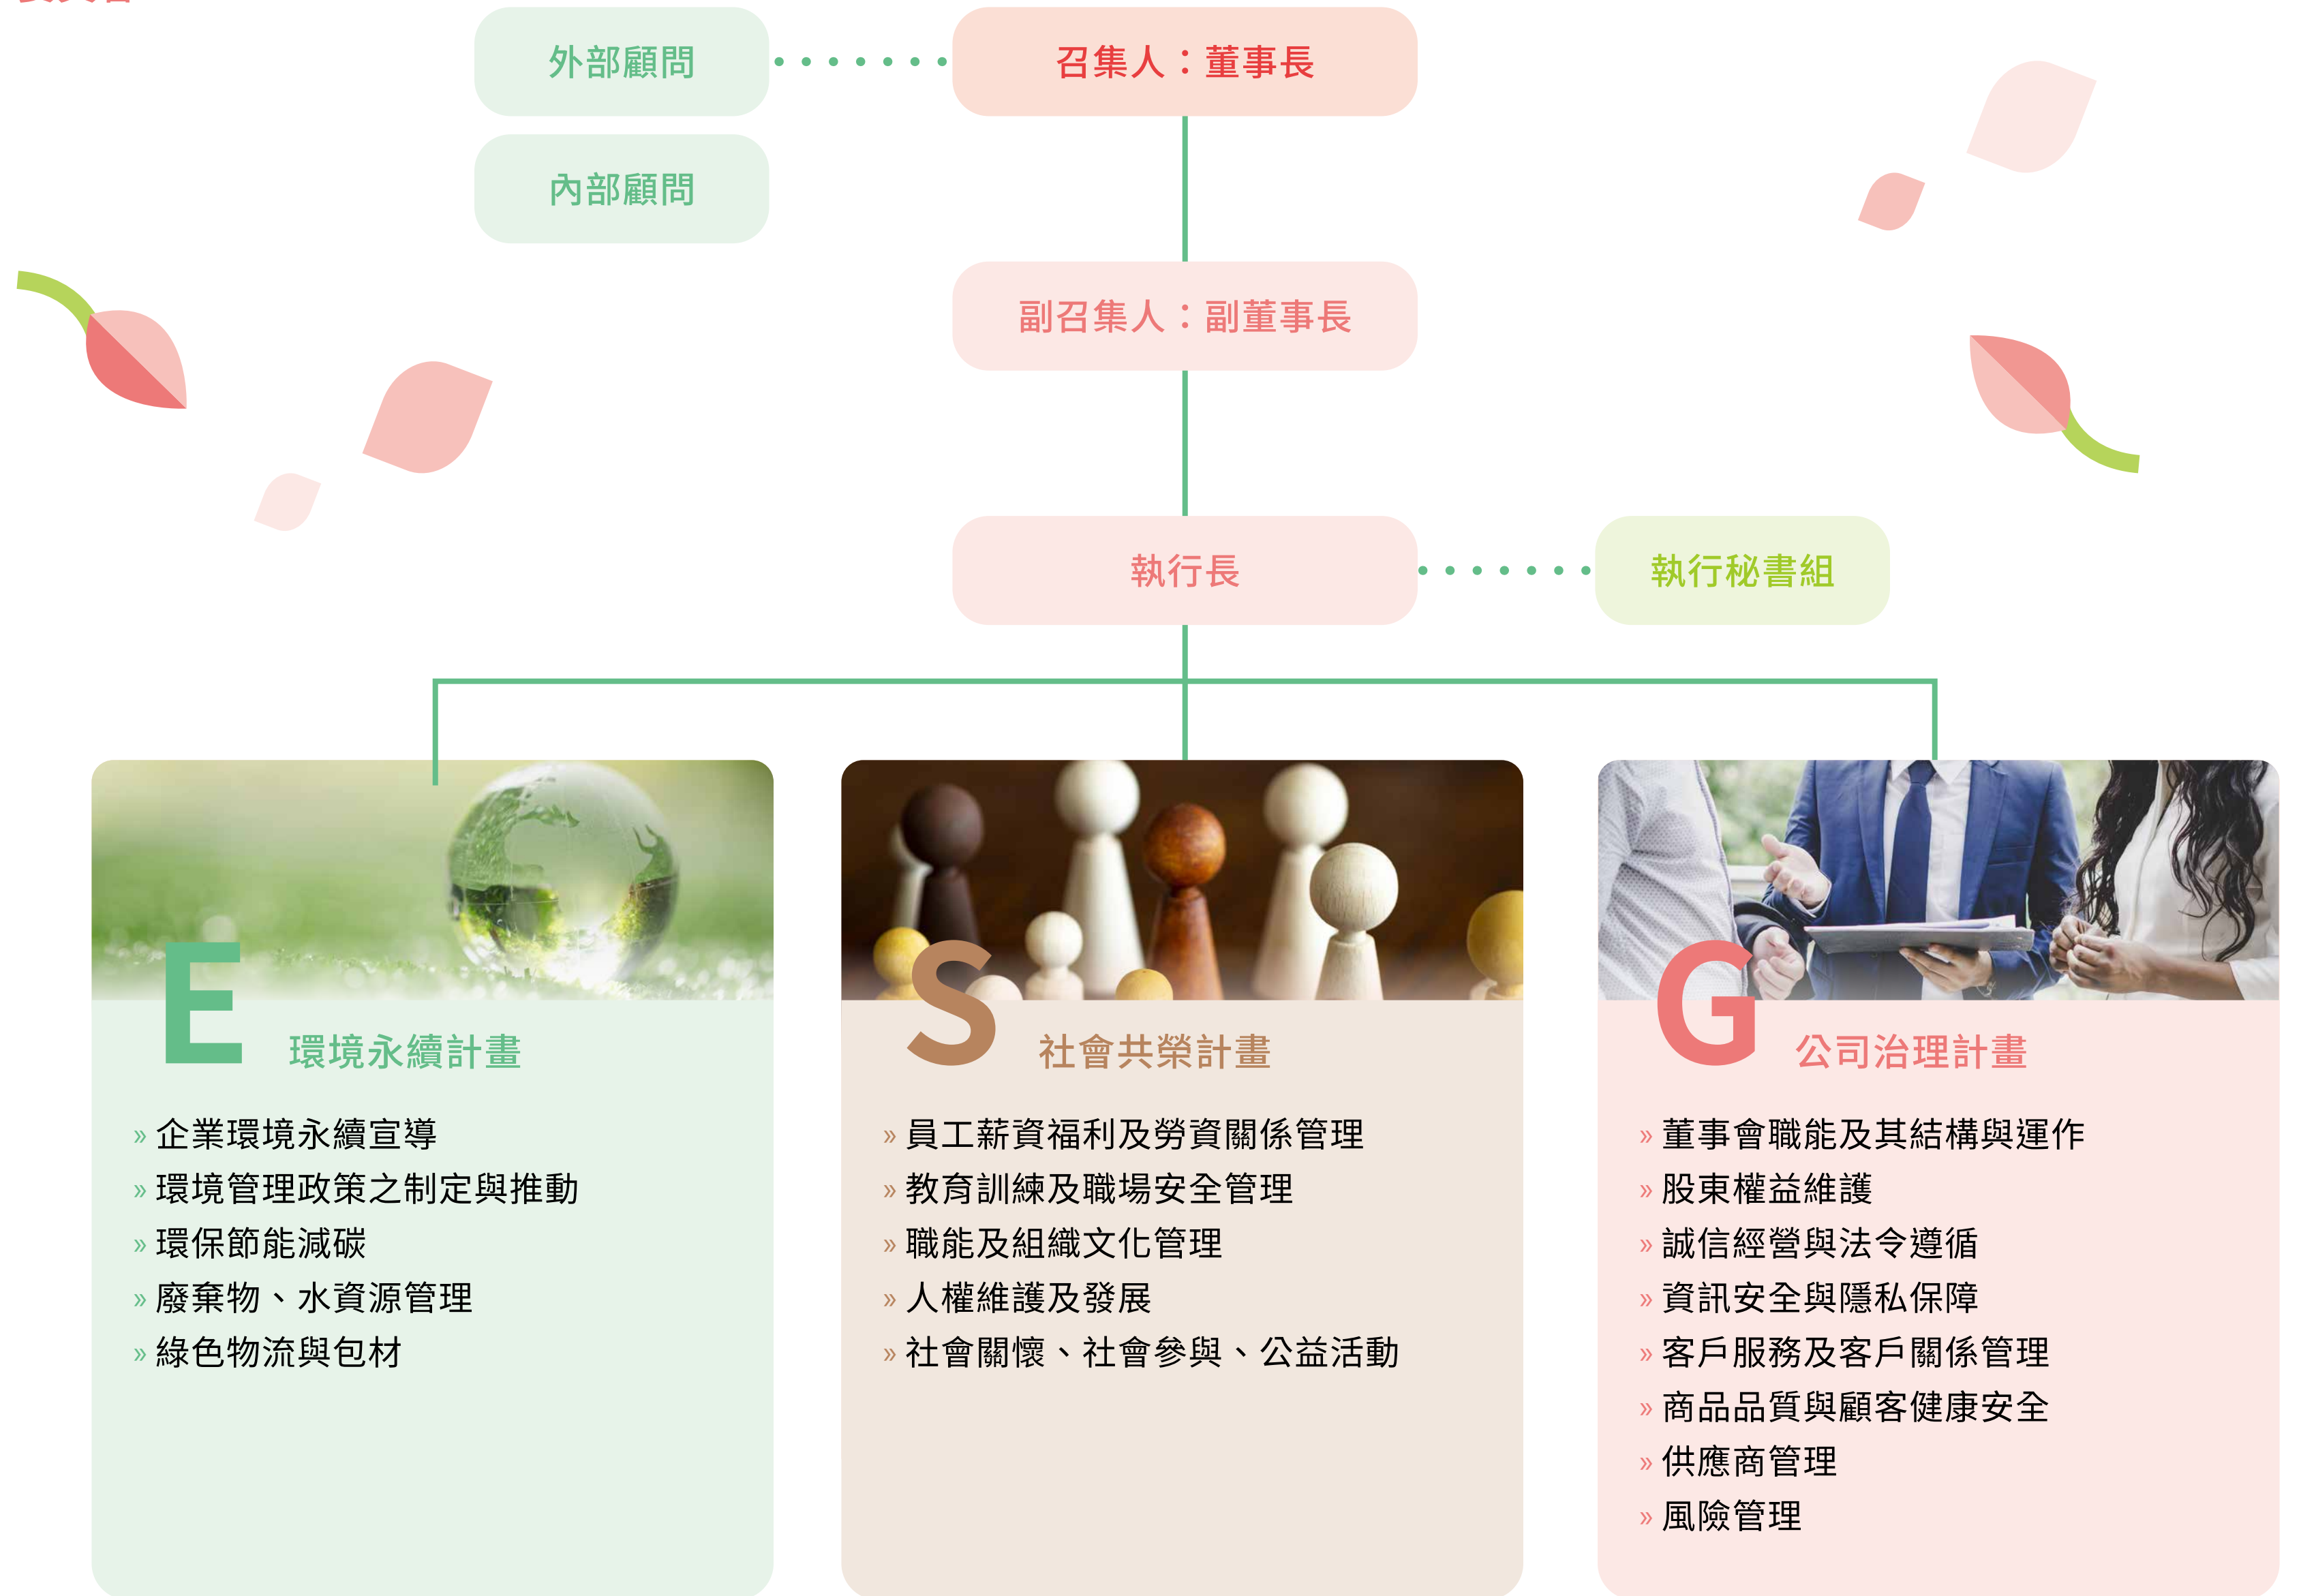 外部顧問
召集人：董事長
內部顧問
副召集人：副董事長
執行長
執行秘書組
E
環境永續計畫
» 企業環境永續宣導
» 環境管理政策之制定與推動
» 環保節能減碳
» 廢棄物、水資源管理
» 綠色物流與包材
S
社會共榮計畫
» 員工薪資福利及勞資關係管理
» 教育訓練及職場安全管理
» 職能及組織文化管理
» 人權維護及發展
» 社會關懷、社會參與、公益活動
G
公司治理計畫
» 董事會職能及其結構與運作
» 股東權益維護
» 誠信經營與法令遵循
» 資訊安全與隱私保障
» 客戶服務及客戶關係管理
» 商品品質與顧客健康安全
» 供應商管理
» 風險管理